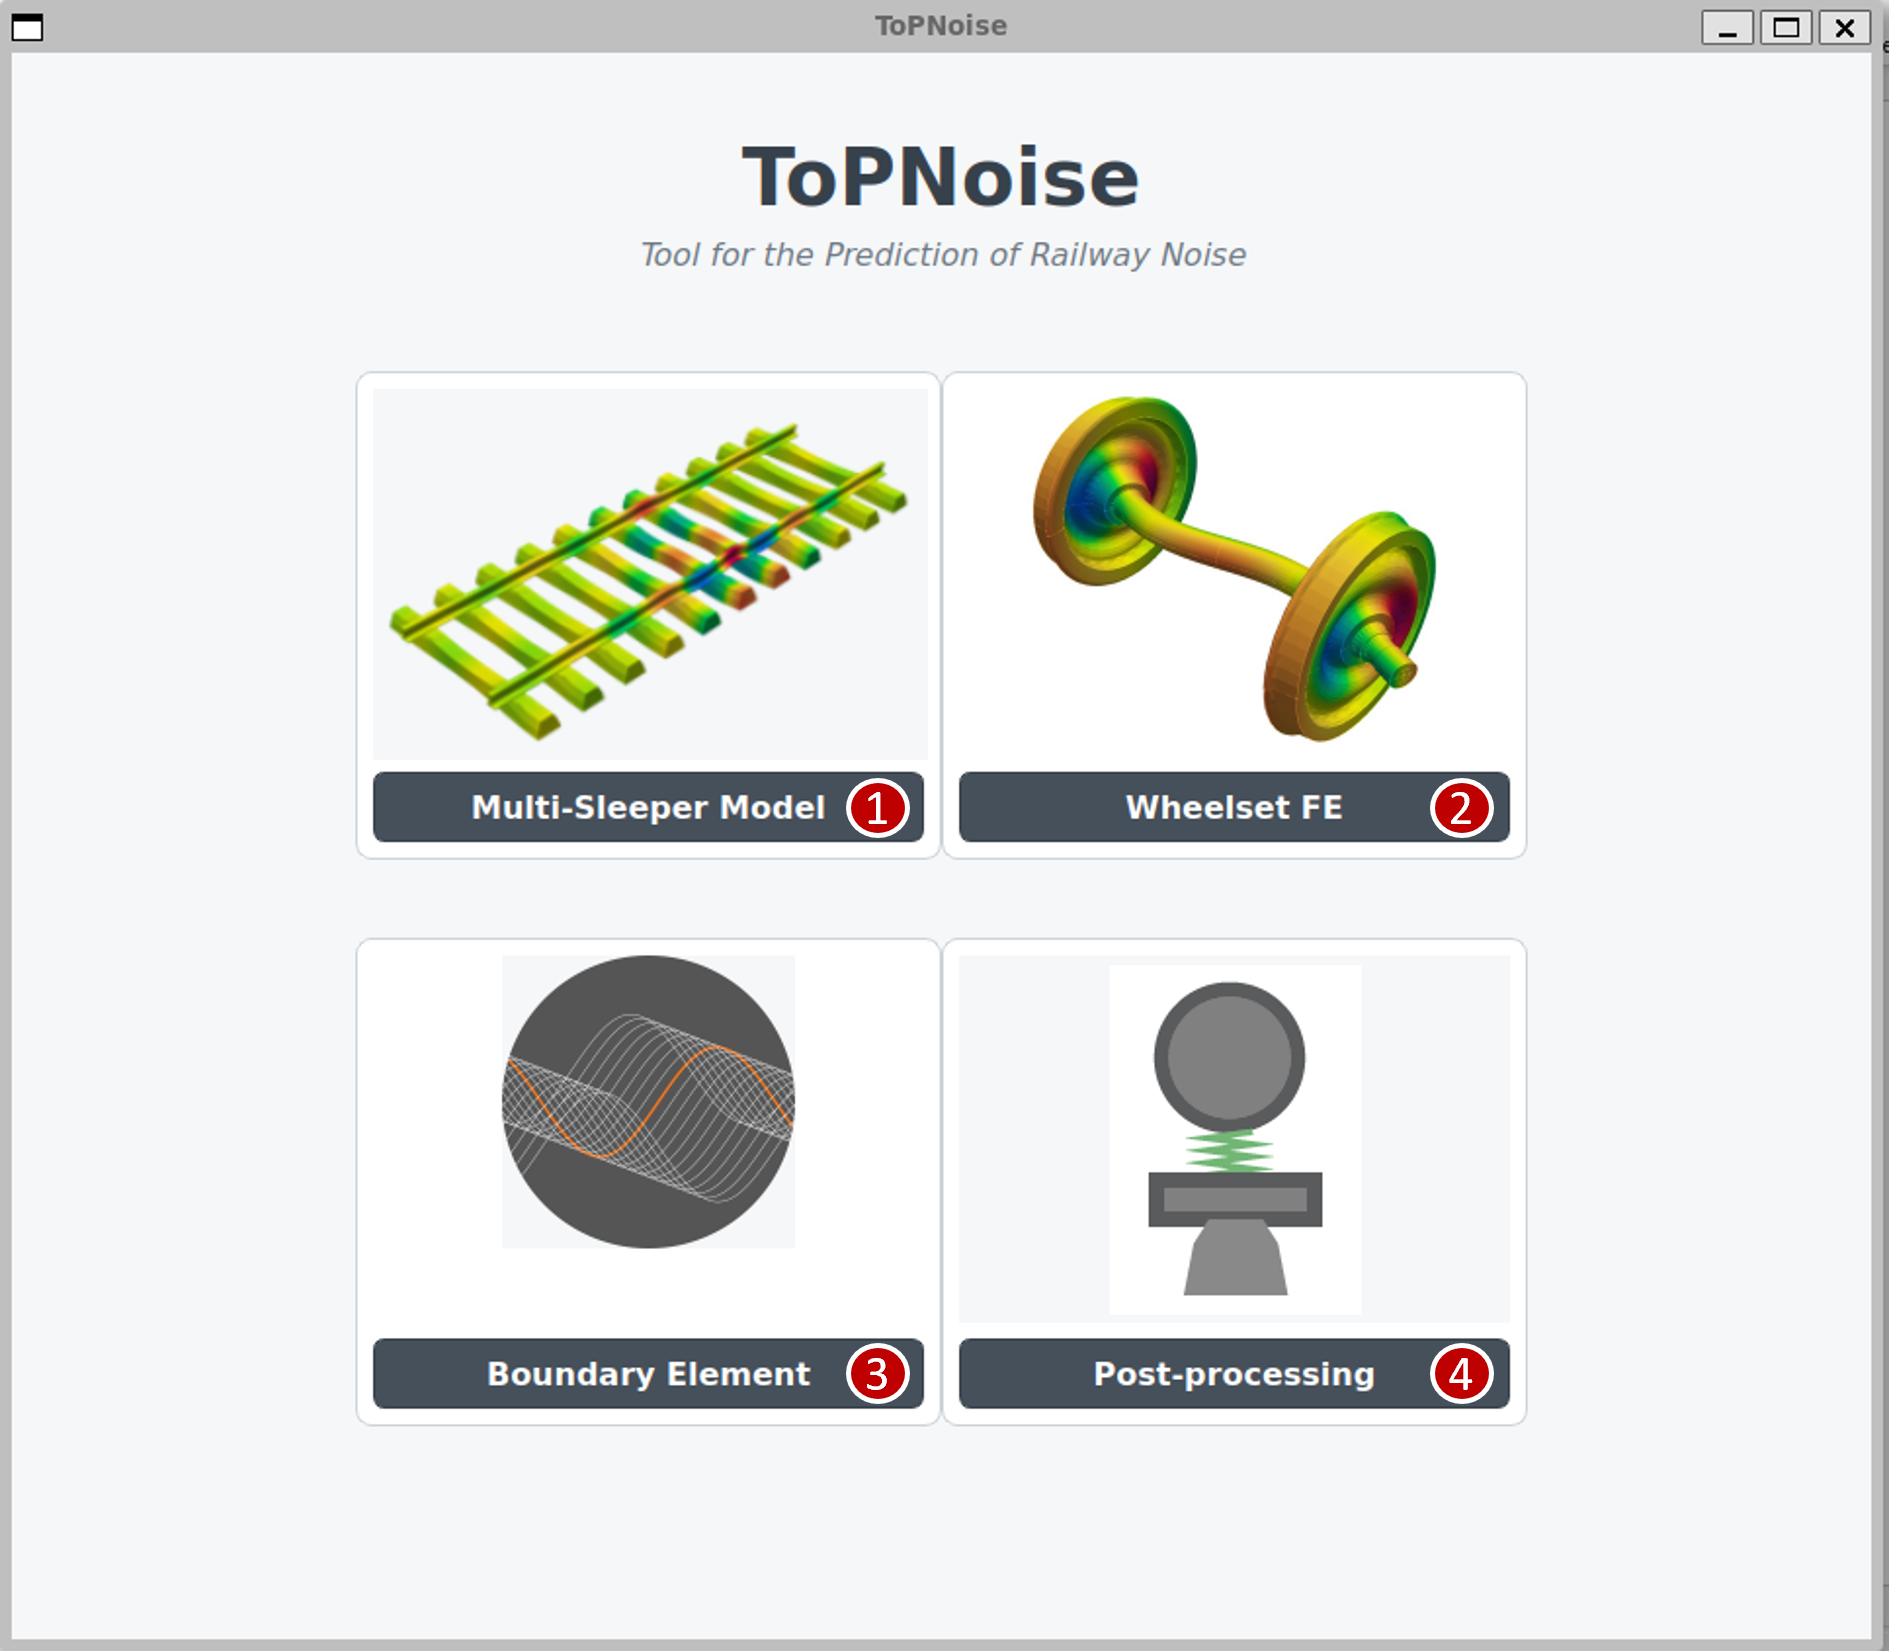 ToPNoise
ToPNoise
Tool for the Prediction of Railway Noise
Multi-Sleeper Model 1
Wheelset FE 2
Boundary Element 3
Post-processing 4